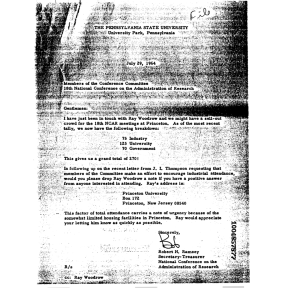 File
THE PENNSYLVANIA STATE UNIVERSITY
University Park, Pennsylvania
July 29, 1964
Members of the Conference Committee
18th National Conference on the Administration of Research
Gentlemen:
I have just been in touch with Ray Woodrow and we might have a sell-out
crowd for the 18th NCAR meetings at Princeton. As of the most recent
tally, we now have the following breakdown:
75 Industry
125 University
70 Government
This gives us a grand total of 270!
In following up on the recent letter from J. I. Thompson requesting that
members of the Committee make an effort to encourage industrial attendance,
would you please drop Ray Woodrow a note if you have a positive answer
from anyone interested in attending. Ray's address is:
Princeton University
Box 172
Princeton, New Jersey 08540
This factor of total attendance carries a note of urgency because of the
somewhat limited housing facilities in Princeton. Ray would appreciate
your letting him know as quickly as possible.
Sincerely,
Bob
Robert N. Ramsey
Secretary-Treasurer
National Conference on the
Administration of Research
cc: Ray Woodrow